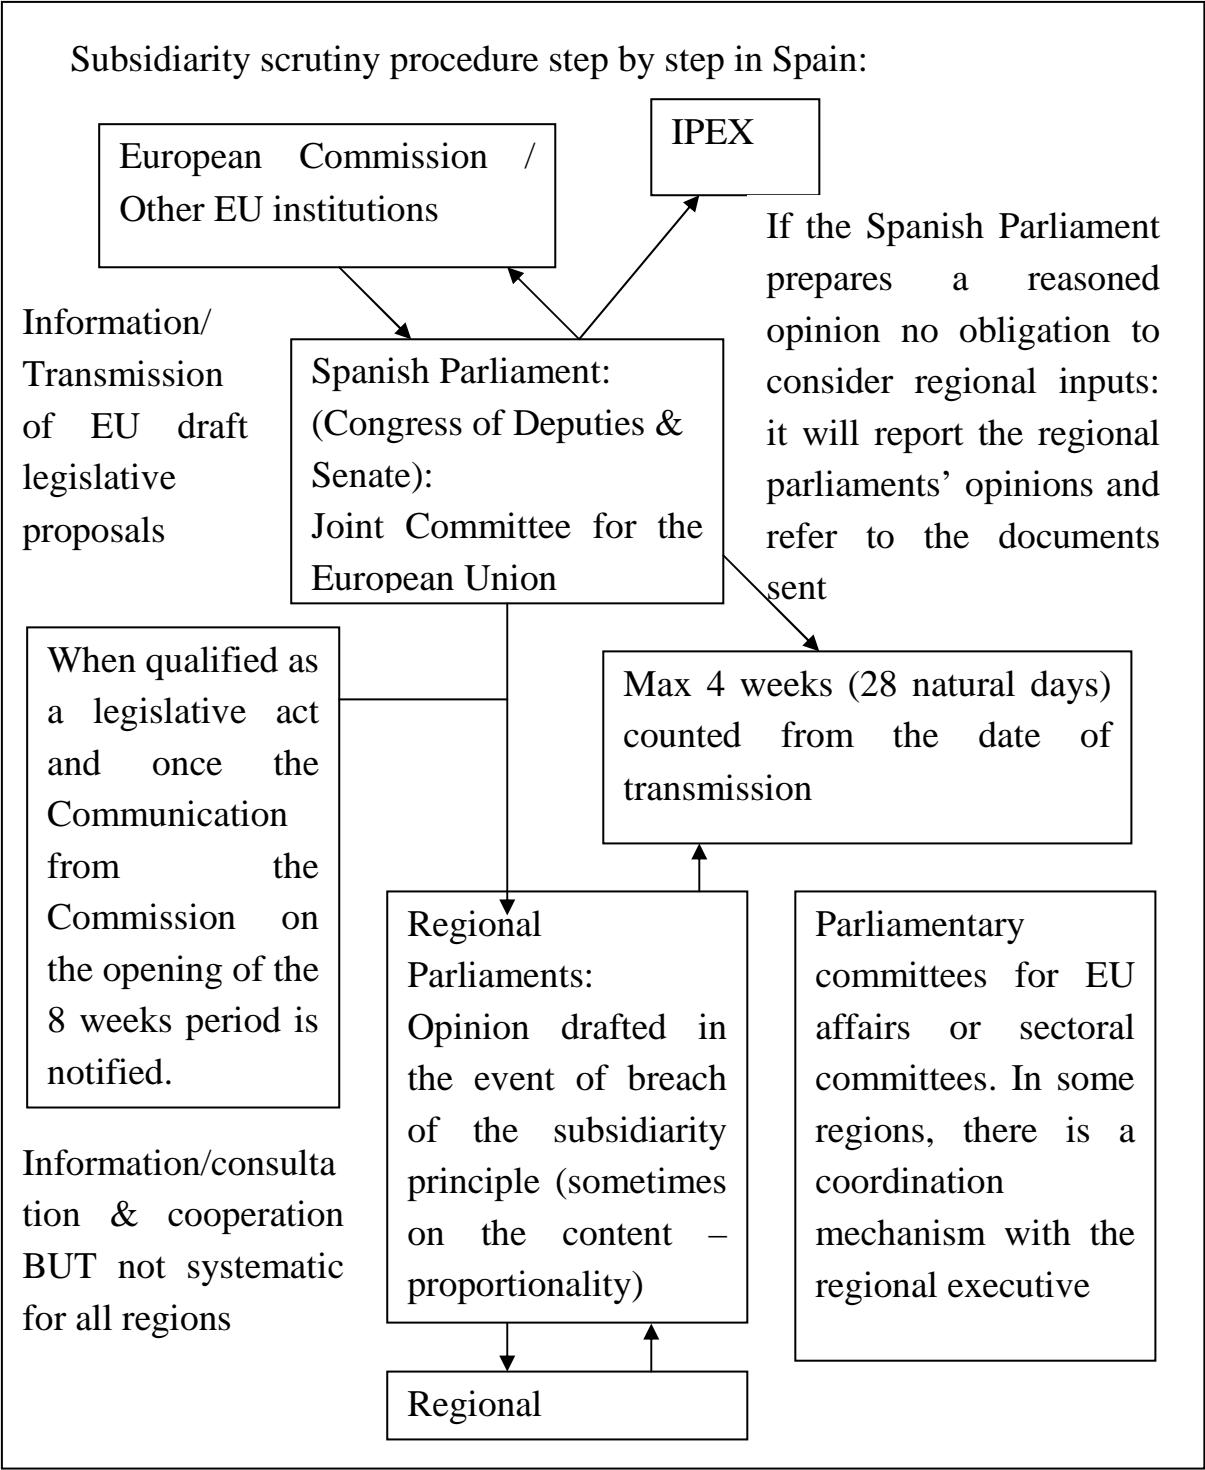 Subsidiarity scrutiny procedure step by step in Spain:
IPEX
European Commission /
Other EU institutions
If the Spanish Parliament
prepares a reasoned
opinion no obligation to
consider regional inputs:
it will report the regional
parliaments’ opinions and
refer to the documents
sent
Information/
Transmission
of EU draft
legislative
proposals
Spanish Parliament:
(Congress of Deputies &
Senate):
Joint Committee for the
European Union
When qualified as
a legislative act
and once the
Communication
from the
Commission on
the opening of the
8 weeks period is
notified.
Max 4 weeks (28 natural days)
counted from the date of
transmission
Regional
Parliaments:
Opinion drafted in
the event of breach
of the subsidiarity
principle (sometimes
on the content –
proportionality)
Parliamentary
committees for EU
affairs or sectoral
committees. In some
regions, there is a
coordination
mechanism with the
regional executive
Information/consulta
tion & cooperation
BUT not systematic
for all regions
Regional